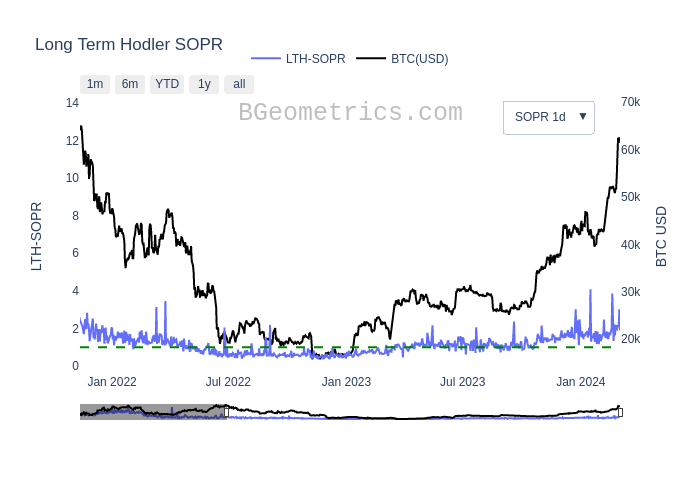 Long Term Hodler SOPR
LTH-SOPR BTC(USD)
1m 6m YTD 1y all
BGeometrics.com
SOPR 1d ▼
14
12
10
8
6
4
2
0
LTH-SOPR
70k
60k
50k
40k
30k
20k
BTC USD
Jan 2022 Jul 2022 Jan 2023 Jul 2023 Jan 2024